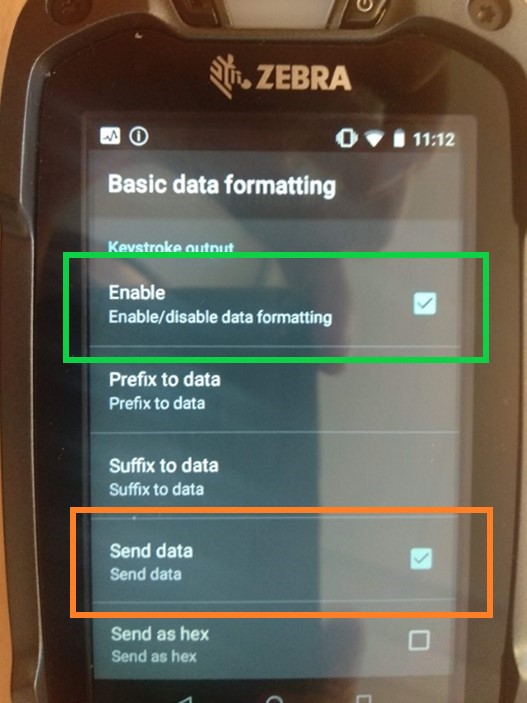 ZEBRA
11:12
Basic data formatting
Keystroke output
Enable
Enable/disable data formatting
Prefix to data
Prefix to data
Suffix to data
Suffix to data
Send data
Send data
Send as hex
Send as hex